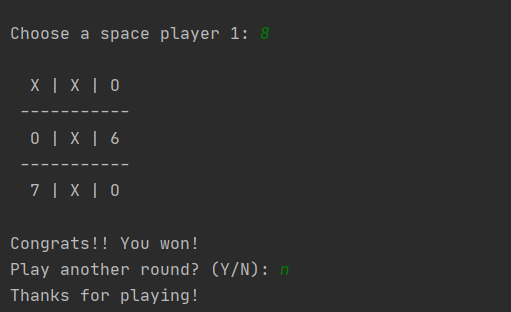 Choose a space player 1: 8
X | X | O
-----------
O | X | 6
-----------
7 | X | O
Congrats!! You won!
Play another round? (Y/N): n
Thanks for playing!